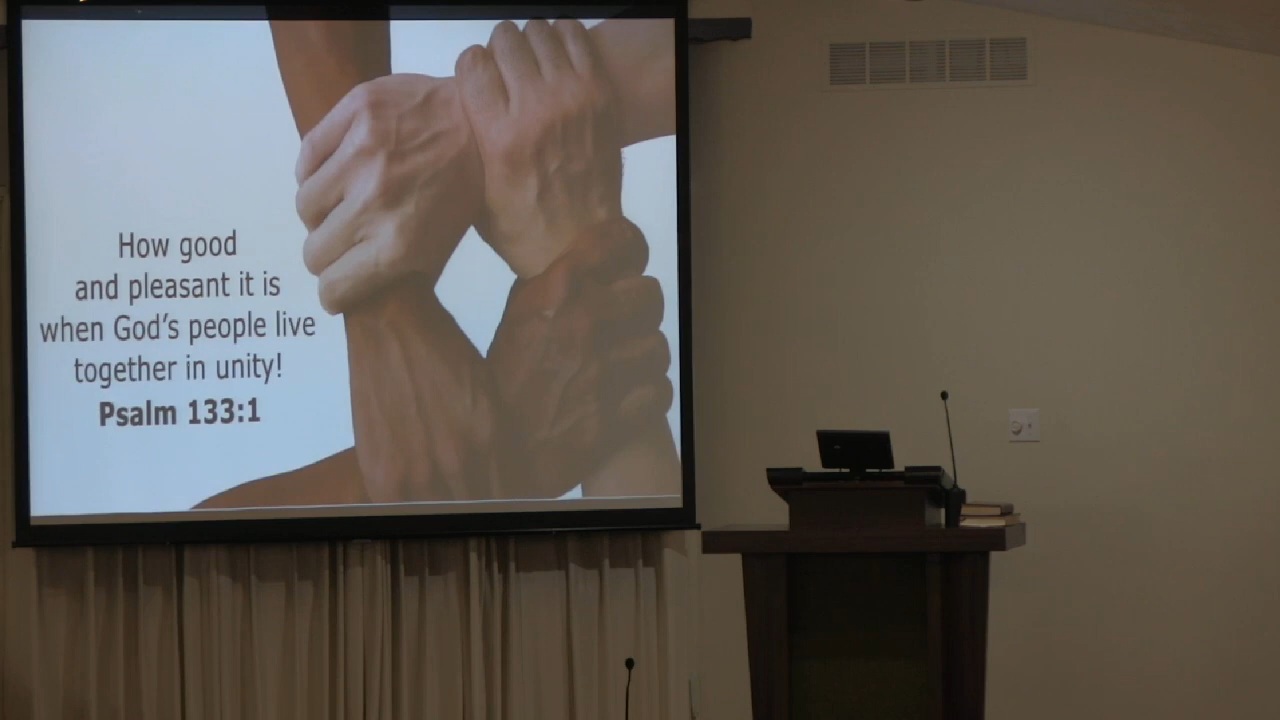 How good
and pleasant it is
when God's people live
together in unity!
Psalm 133:1